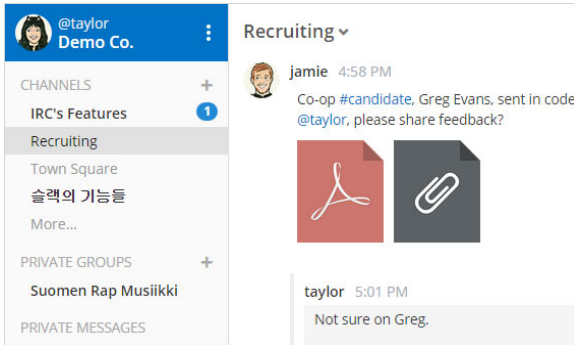 @taylor
Demo Co.
CHANNELS
IRC's Features 1
Recruiting
Town Square
슬랙의 기능들
More...
PRIVATE GROUPS
Suomen Rap Musiikki
PRIVATE MESSAGES
Recruiting
jamie 4:58 PM
Co-op #candidate, Greg Evans, sent in code
@taylor, please share feedback?
taylor 5:01 PM
Not sure on Greg.